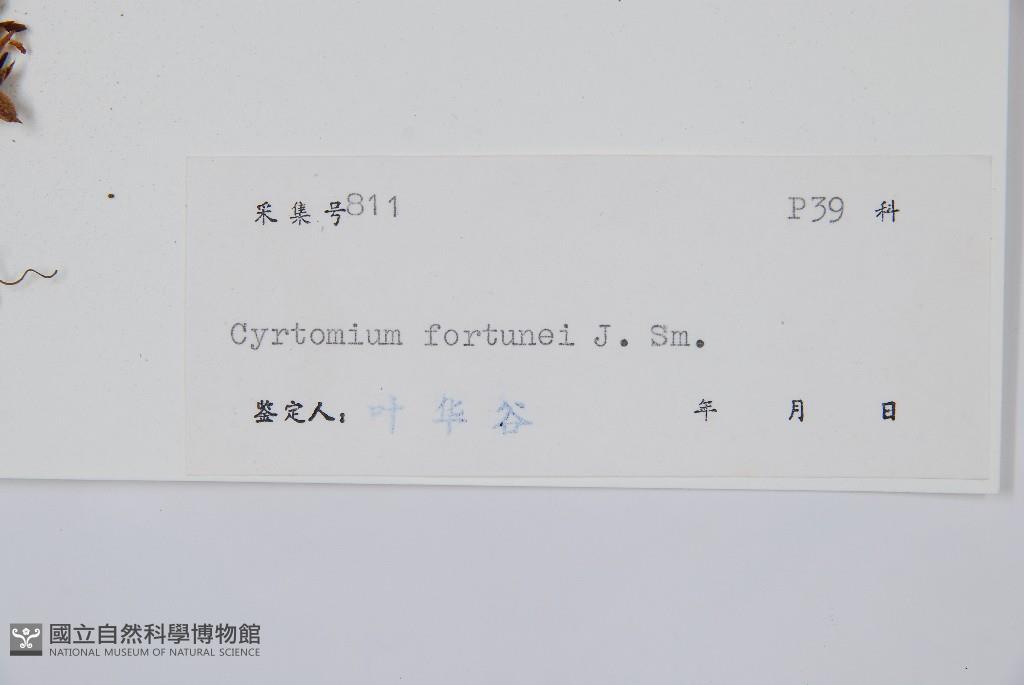 采集号811 P39 科
Cyrtomium fortunei J. Sm.
鉴定人：叶华谷 年 月 日
國立自然科學博物館
NATIONAL MUSEUM OF NATURAL SCIENCE